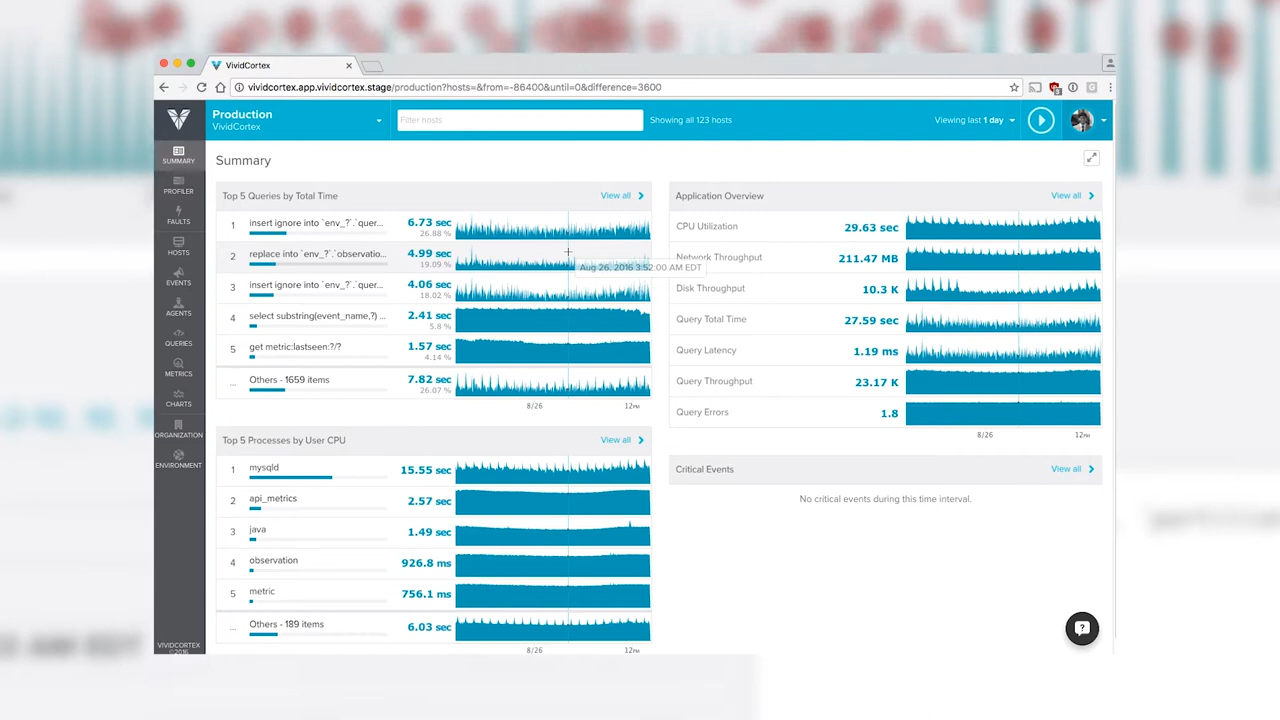 VividCortex
vividcortex.app.vividcortex.stage/production?hosts=&from=-86400&until=0&difference=3600
Production
VividCortex
Filter hosts
Showing all 123 hosts
Viewing last 1 day
SUMMARY
PROFILER
FAULTS
HOSTS
EVENTS
AGENTS
QUERIES
METRICS
CHARTS
ORGANIZATION
ENVIRONMENT
VIVIDCORTEX
©2016
Summary
Top 5 Queries by Total Time
View all
1 insert ignore into `env_?`.`quer... 6.73 sec
26.88 %
2 replace into `env_?`.`observatio... 4.99 sec
19.09 %
Aug 26, 2016 3:52:00 AM EDT
3 insert ignore into `env_?`.`quer... 4.06 sec
18.02 %
4 select substring(event_name,?) ... 2.41 sec
5.8 %
5 get metric:lastseen:?/? 1.57 sec
4.14 %
... Others - 1659 items 7.82 sec
26.07 %
8/26 12PM
Top 5 Processes by User CPU
View all
1 mysqld 15.55 sec
2 api_metrics 2.57 sec
3 java 1.49 sec
4 observation 926.8 ms
5 metric 756.1 ms
... Others - 189 items 6.03 sec
8/26 12PM
Application Overview
View all
CPU Utilization 29.63 sec
Network Throughput 211.47 MB
Disk Throughput 10.3 K
Query Total Time 27.59 sec
Query Latency 1.19 ms
Query Throughput 23.17 K
Query Errors 1.8
8/26 12PM
Critical Events
View all
No critical events during this time interval.